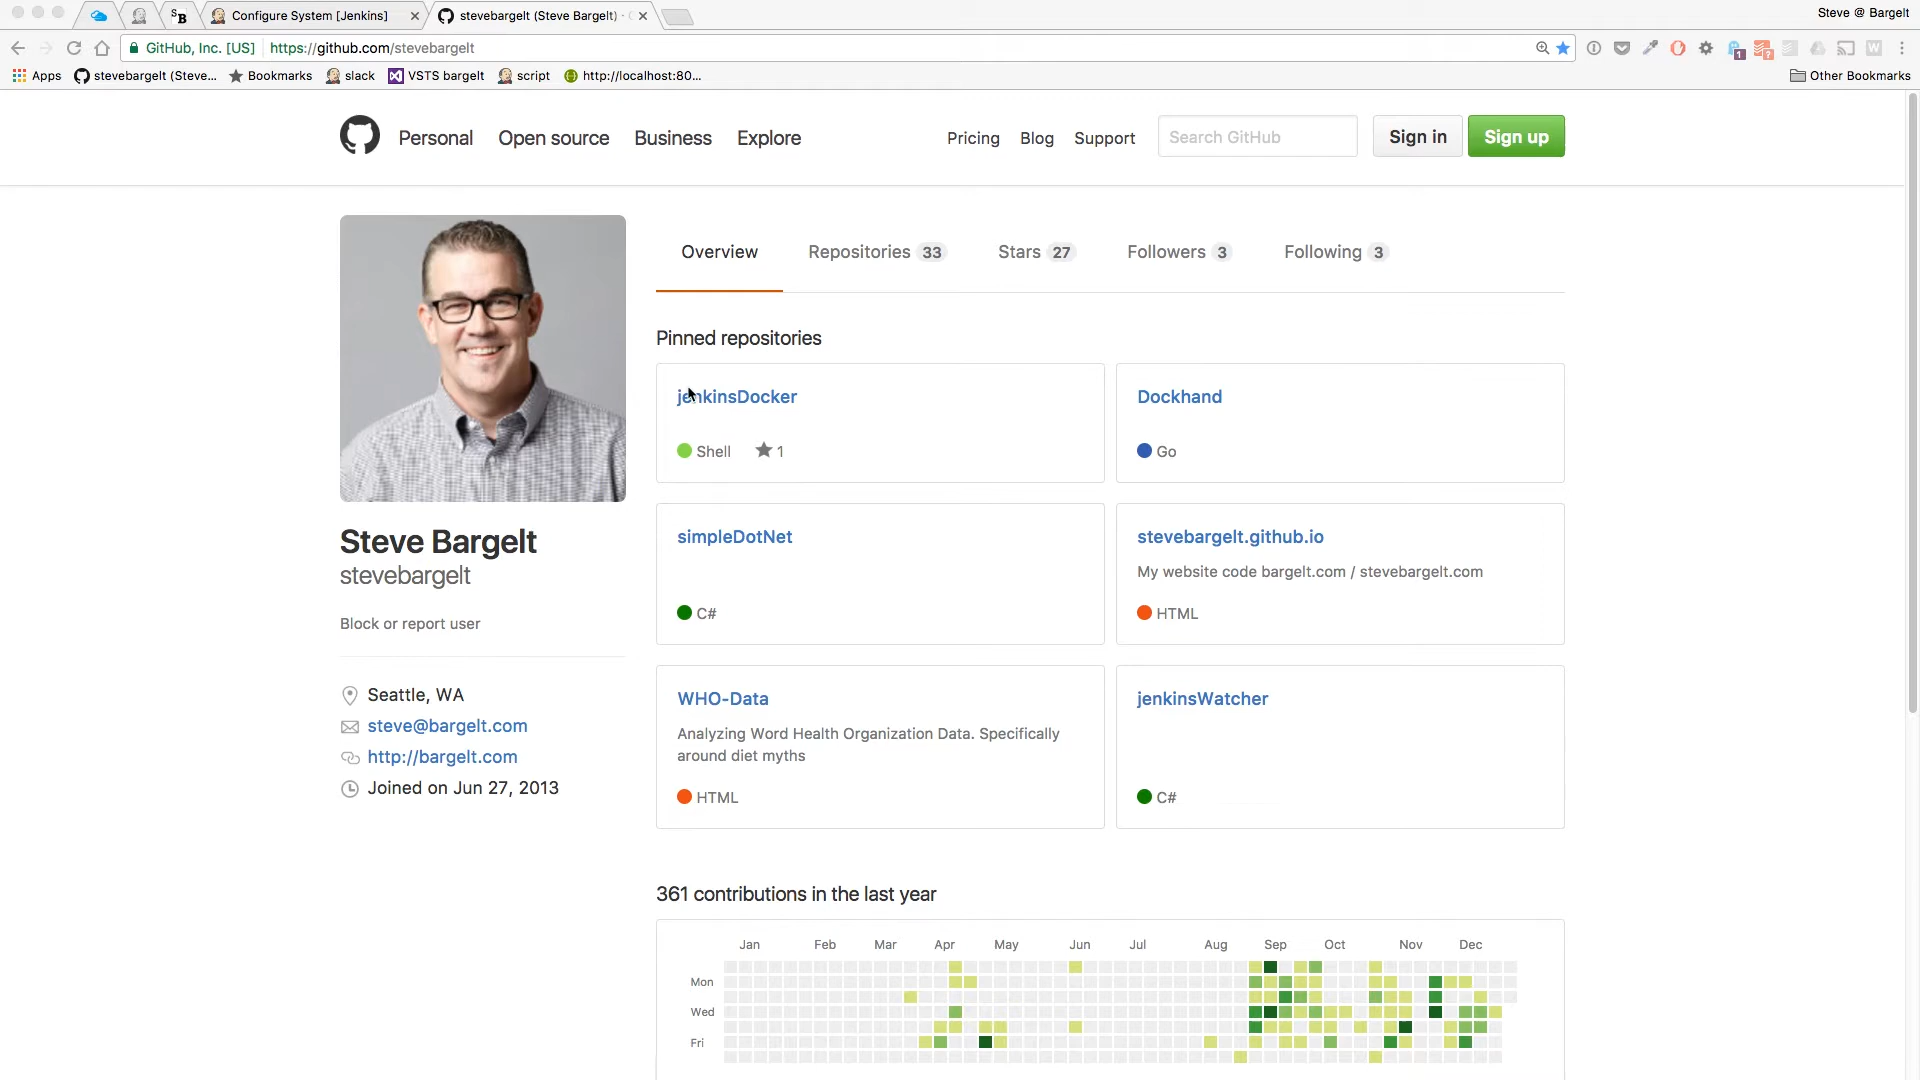 Configure System [Jenkins]
stevebargelt (Steve Bargelt) ·
Steve @ Bargelt
GitHub, Inc. [US]
https://github.com/stevebargelt
Apps
stevebargelt (Steve...
Bookmarks
slack
VSTS bargelt
script
http://localhost:80...
Other Bookmarks
Personal
Open source
Business
Explore
Pricing
Blog
Support
Search GitHub
Sign in
Sign up
Overview
Repositories 33
Stars 27
Followers 3
Following 3
Pinned repositories
jenkinsDocker
Shell
1
Dockhand
Go
simpleDotNet
C#
stevebargelt.github.io
My website code bargelt.com / stevebargelt.com
HTML
WHO-Data
Analyzing Word Health Organization Data. Specifically
around diet myths
HTML
jenkinsWatcher
C#
Steve Bargelt
stevebargelt
Block or report user
Seattle, WA
steve@bargelt.com
http://bargelt.com
Joined on Jun 27, 2013
361 contributions in the last year
Jan Feb Mar Apr May Jun Jul Aug Sep Oct Nov Dec
Mon
Wed
Fri